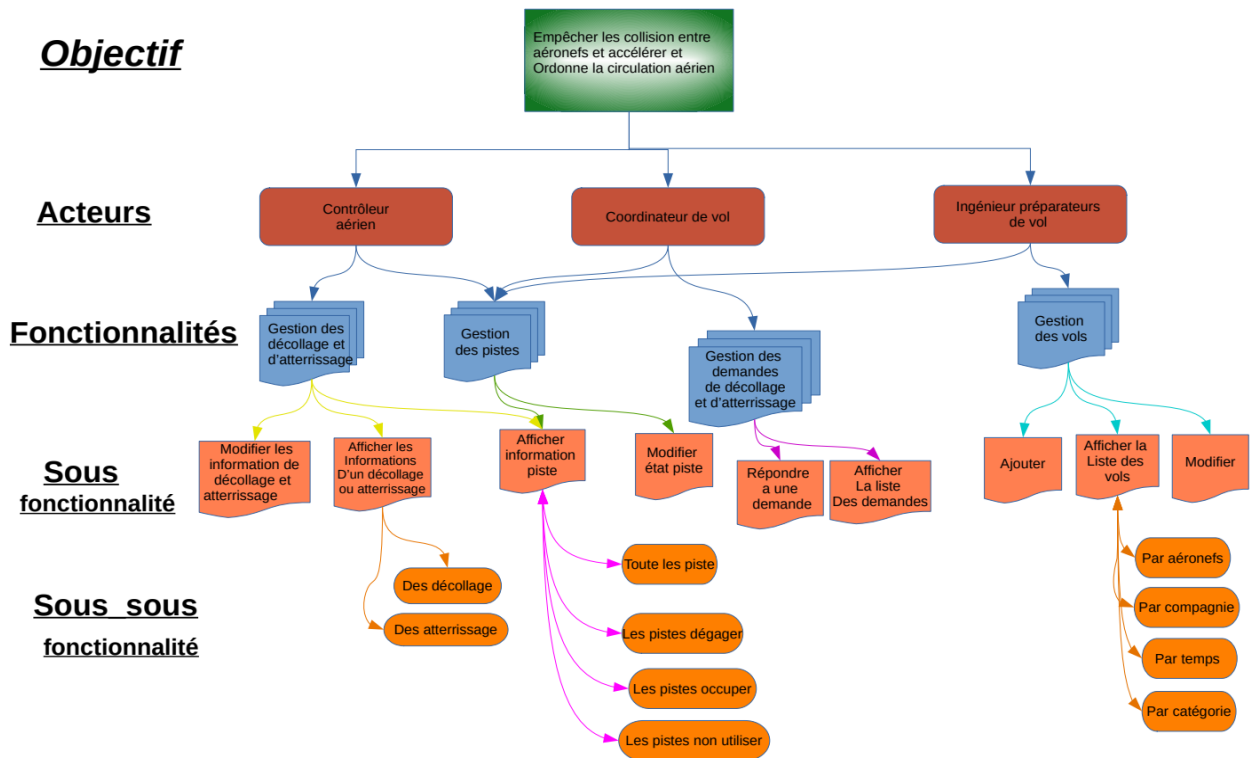 Objectif
Empêcher les collision entre
aéronefs et accélérer et
Ordonne la circulation aérien
Acteurs
Contrôleur
aérien
Coordinateur de vol
Ingénieur préparateurs
de vol
Fonctionnalités
Gestion des
décollage et
d'atterrissage
Gestion
des pistes
Gestion des
demandes
de décollage
et d'atterrissage
Gestion
des vols
Sous
fonctionnalité
Modifier les
information de
décollage et
atterrissage
Afficher les
Informations
D'un décollage
ou atterrissage
Afficher
information
piste
Modifier
état piste
Répondre
a une
demande
Afficher
La liste
Des demandes
Ajouter
Afficher la
Liste des
vols
Modifier
Sous_sous
fonctionnalité
Des décollage
Des atterrissage
Toute les piste
Les pistes dégager
Les pistes occuper
Les pistes non utiliser
Par aéronefs
Par compagnie
Par temps
Par catégorie